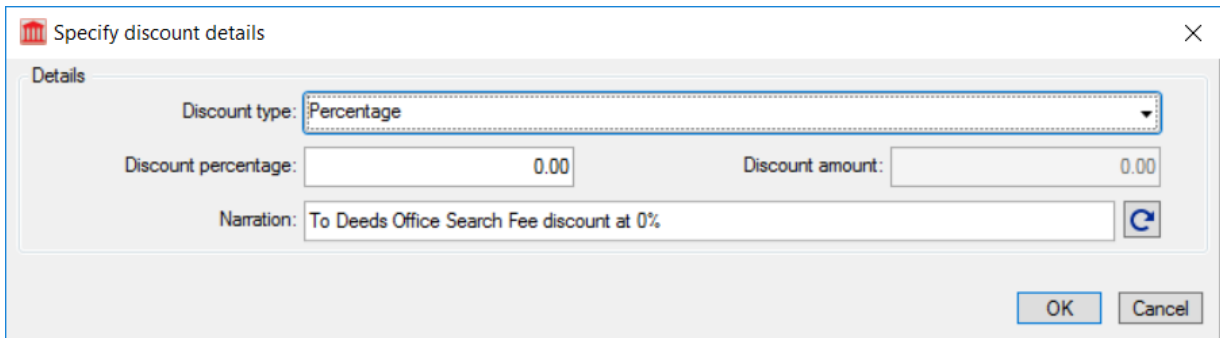 Specify discount details
Details
Discount type: Percentage
Discount percentage: 0.00 Discount amount: 0.00
Narration: To Deeds Office Search Fee discount at 0%
OK Cancel